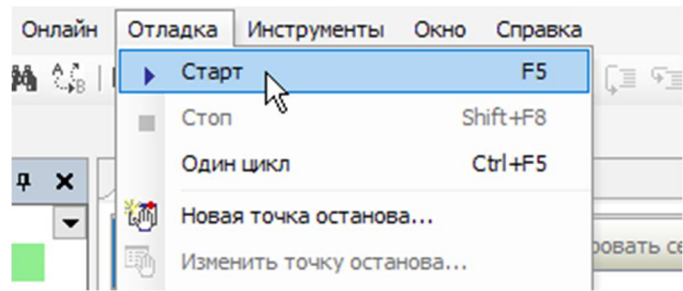 Онлайн Отладка Инструменты Окно Справка
Старт F5
Стоп Shift+F8
Один цикл Ctrl+F5
Новая точка останова...
Изменить точку останова...